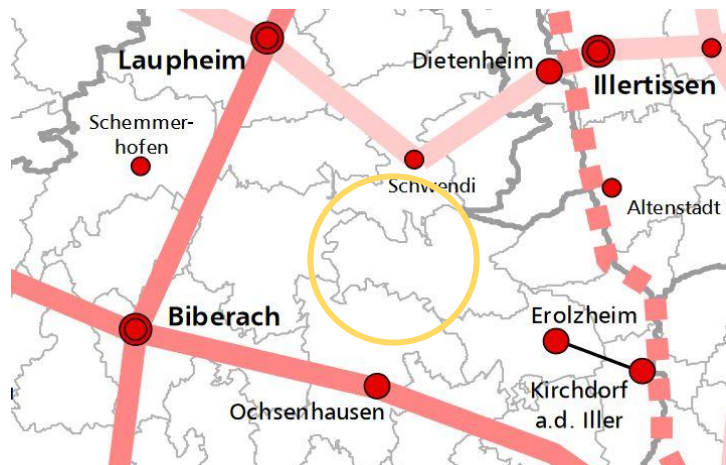 Laupheim
Dietenheim
Illertissen
Schemmer-
hofen
Schwendi
Altenstadt
Biberach
Erolzheim
Ochsenhausen
Kirchdorf
a.d. Iller